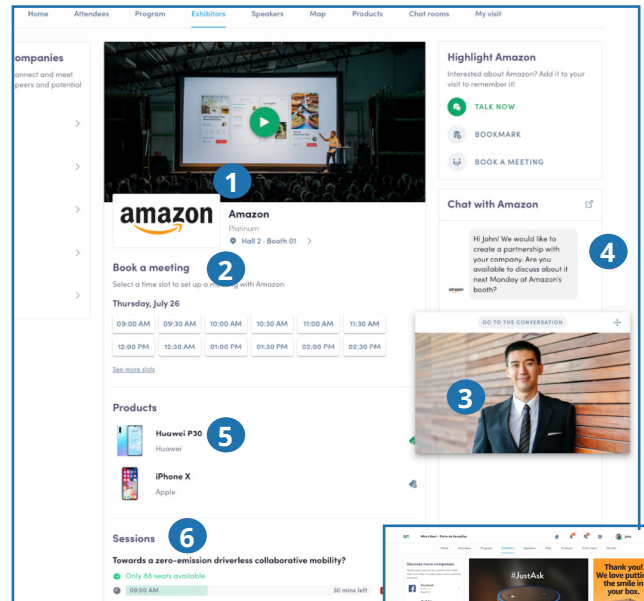 Home Attendees Program Exhibitors Speakers Map Products Chat rooms My visit
ompanies
onnect and meet
peers and potential
1
amazon
Amazon
Platinum
Hall 2 - Booth 01
Book a meeting
2
Select a time slot to set up a meeting with Amazon
Thursday, July 26
09:00 AM 09:30 AM 10:00 AM 10:30 AM 11:00 AM 11:30 AM
12:00 PM 12:30 AM 01:00 PM 01:30 PM 02:00 PM 02:30 PM
See more slots
Products
Huawei P30
Huawei
5
iPhone X
Apple
Sessions
6
Towards a zero-emission driverless collaborative mobility?
Only 88 seats available
09:00 AM 30 mins left
Highlight Amazon
Interested about Amazon? Add it to your
visit to remember it!
TALK NOW
BOOKMARK
BOOK A MEETING
Chat with Amazon
Hi John! We would like to
create a partnership with
your company. Are you
available to discuss about it
next Monday at Amazon's
booth?
amazon
4
GO TO THE CONVERSATION
3
Discover more companies
#JustAsk
Thank you!
We love puttin
the smile in
your box.